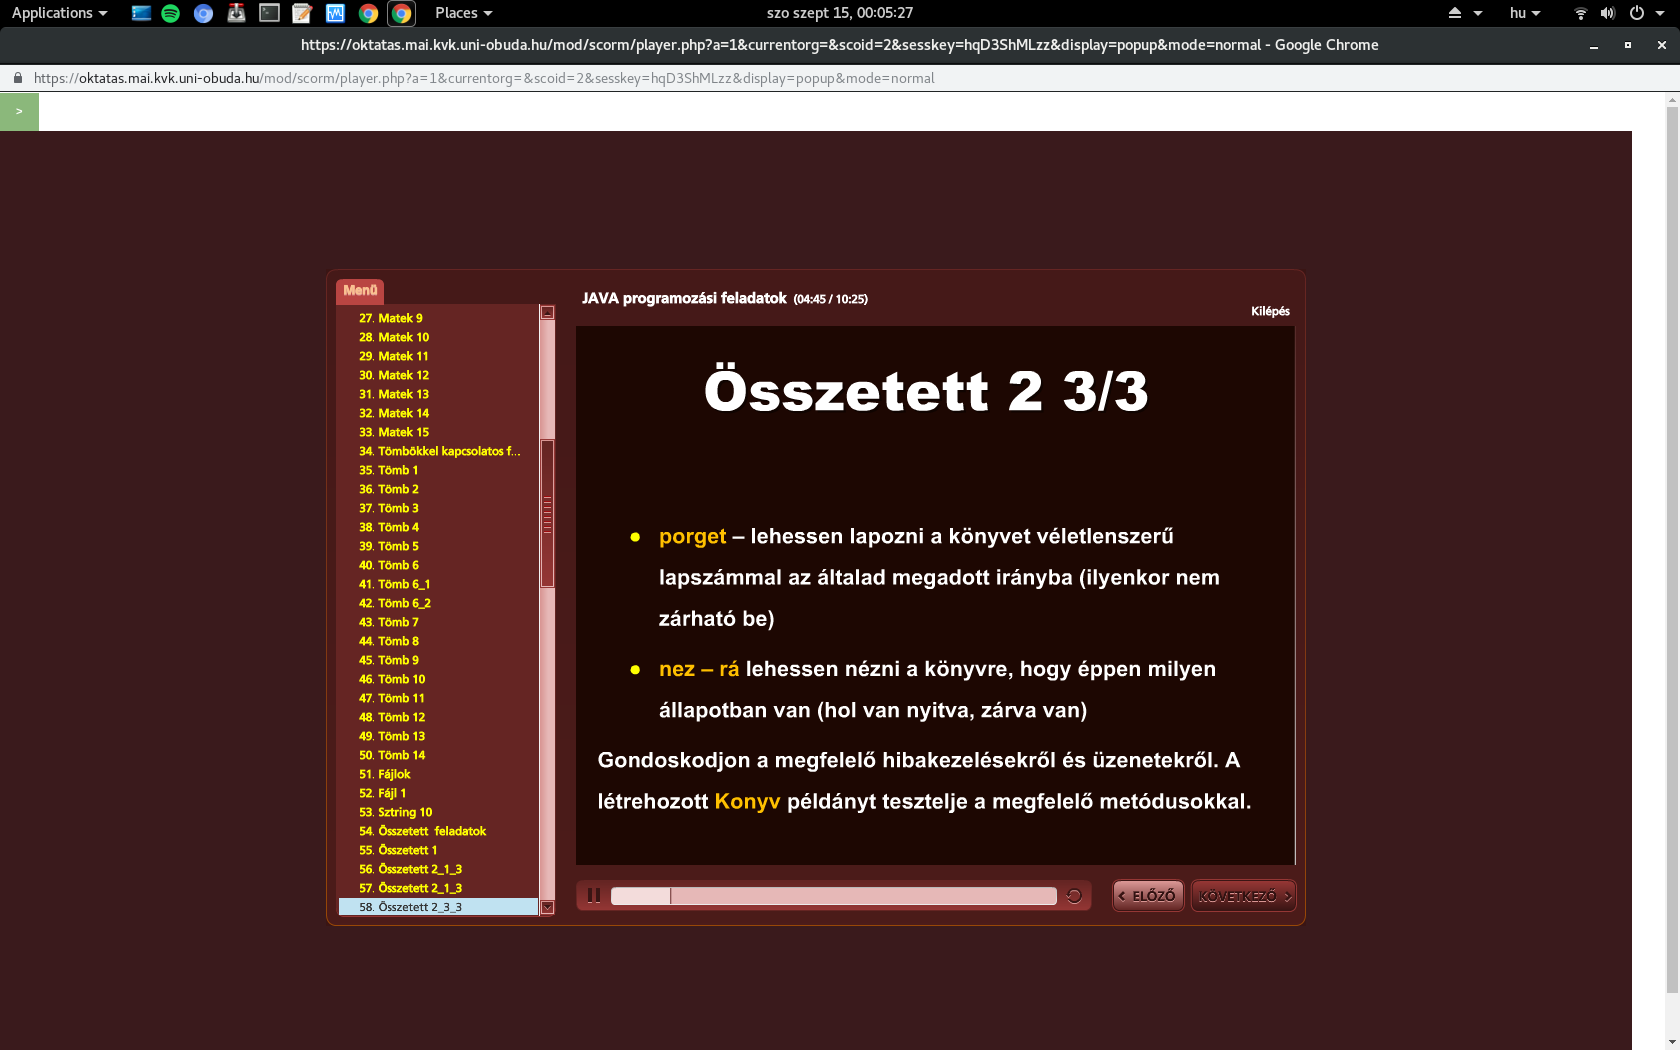 Applications
Places
szo szept 15, 00:05:27
hu
https://oktatas.mai.kvk.uni-obuda.hu/mod/scorm/player.php?a=1&currentorg=&scoid=2&sesskey=hqD3ShMLzz&display=popup&mode=normal - Google Chrome
https://oktatas.mai.kvk.uni-obuda.hu/mod/scorm/player.php?a=1&currentorg=&scoid=2&sesskey=hqD3ShMLzz&display=popup&mode=normal
>
Menü
27. Matek 9
28. Matek 10
29. Matek 11
30. Matek 12
31. Matek 13
32. Matek 14
33. Matek 15
34. Tömbökkel kapcsolatos f...
35. Tömb 1
36. Tömb 2
37. Tömb 3
38. Tömb 4
39. Tömb 5
40. Tömb 6
41. Tömb 6_1
42. Tömb 6_2
43. Tömb 7
44. Tömb 8
45. Tömb 9
46. Tömb 10
47. Tömb 11
48. Tömb 12
49. Tömb 13
50. Tömb 14
51. Fájlok
52. Fájl 1
53. Sztring 10
54. Összetett feladatok
55. Összetett 1
56. Összetett 2_1_3
57. Összetett 2_1_3
58. Összetett 2_3_3
JAVA programozási feladatok (04:45 / 10:25)
Kilépés
Összetett 2 3/3
• porget – lehessen lapozni a könyvet véletlenszerű
lapszámmal az általad megadott irányba (ilyenkor nem
zárható be)
• nez – rá lehessen nézni a könyvre, hogy éppen milyen
állapotban van (hol van nyitva, zárva van)
Gondoskodjon a megfelelő hibakezelésekről és üzenetekről. A
létrehozott Konyv példányt tesztelje a megfelelő metódusokkal.
< ELŐZŐ
KÖVETKEZŐ >